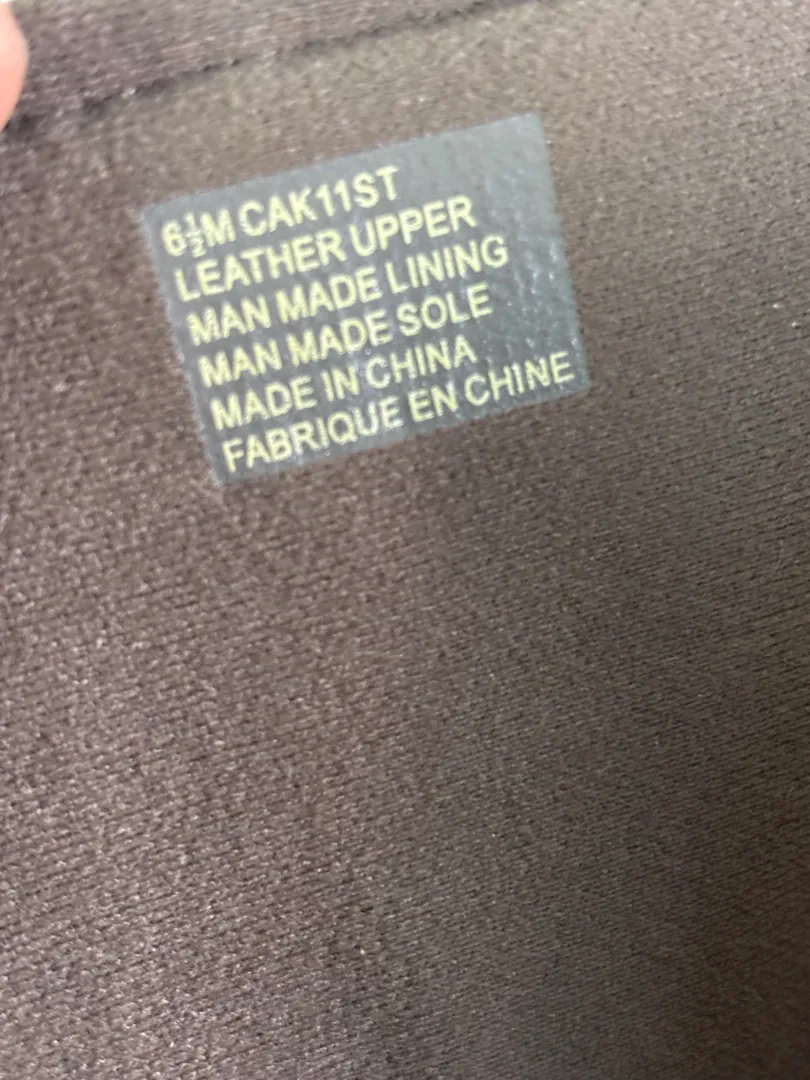 6½M CAK11ST
LEATHER UPPER
MAN MADE LINING
MAN MADE SOLE
MADE IN CHINA
FABRIQUE EN CHINE